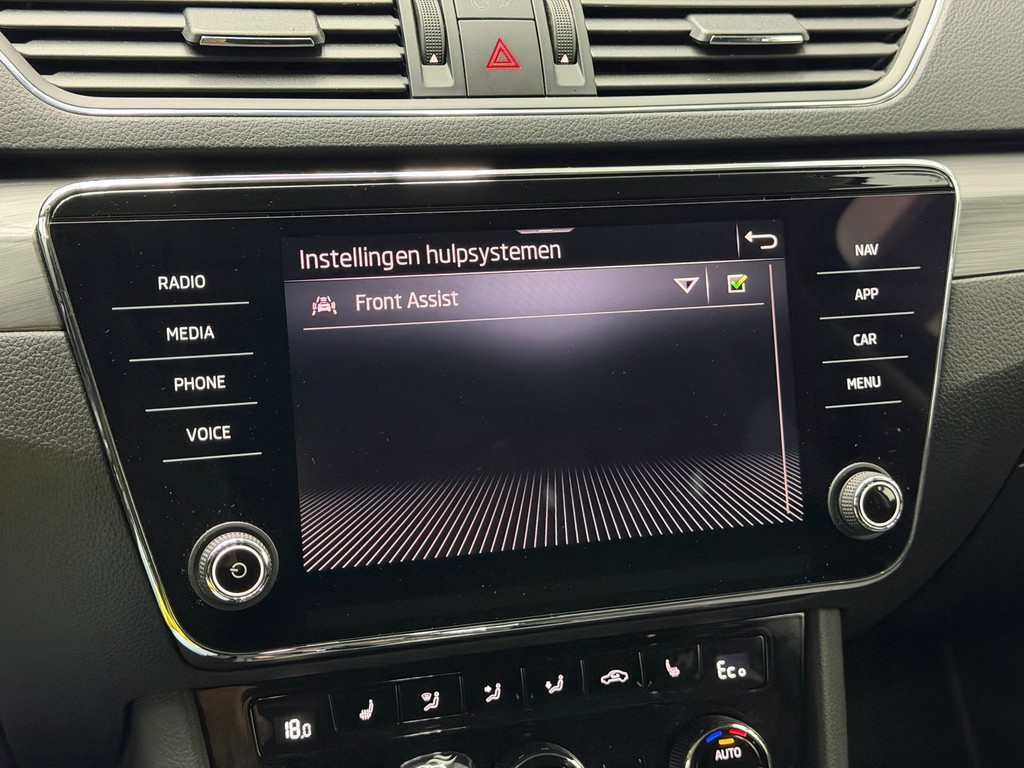 Instellingen hulpsystemen
Front Assist
RADIO
MEDIA
PHONE
VOICE
NAV
APP
CAR
MENU
18.0
Eco
AUTO